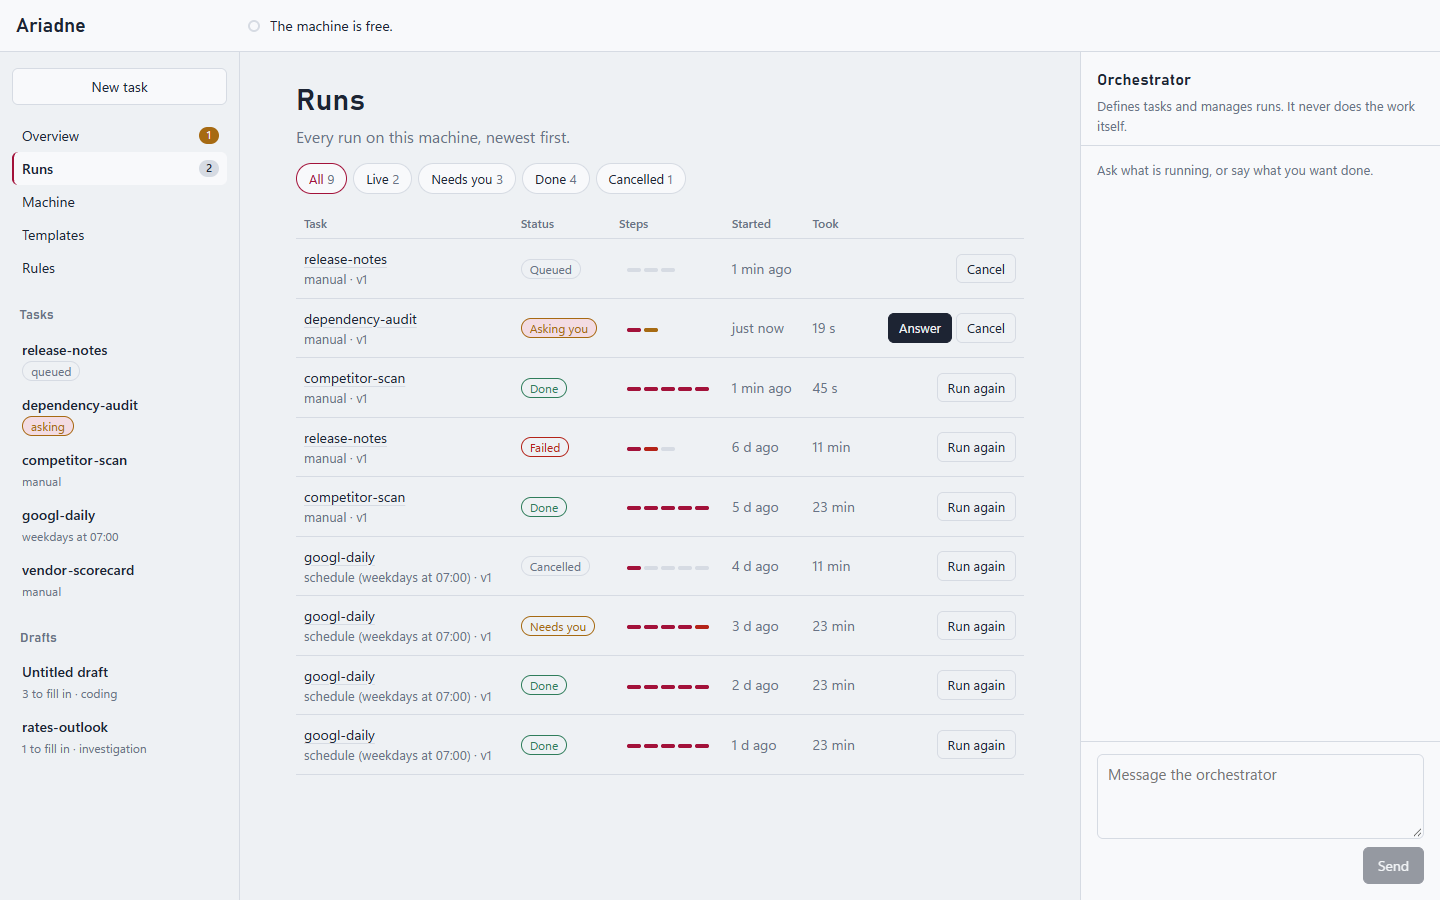 Ariadne
The machine is free.
New task
Overview 1
Runs 2
Machine
Templates
Rules
Tasks
release-notes
queued
dependency-audit
asking
competitor-scan
manual
googl-daily
weekdays at 07:00
vendor-scorecard
manual
Drafts
Untitled draft
3 to fill in · coding
rates-outlook
1 to fill in · investigation
Runs
Every run on this machine, newest first.
All 9 Live 2 Needs you 3 Done 4 Cancelled 1
Task Status Steps Started Took
release-notes
manual · v1
Queued 1 min ago Cancel
dependency-audit
manual · v1
Asking you just now 19 s Answer Cancel
competitor-scan
manual · v1
Done 1 min ago 45 s Run again
release-notes
manual · v1
Failed 6 d ago 11 min Run again
competitor-scan
manual · v1
Done 5 d ago 23 min Run again
googl-daily
schedule (weekdays at 07:00) · v1
Cancelled 4 d ago 11 min Run again
googl-daily
schedule (weekdays at 07:00) · v1
Needs you 3 d ago 23 min Run again
googl-daily
schedule (weekdays at 07:00) · v1
Done 2 d ago 23 min Run again
googl-daily
schedule (weekdays at 07:00) · v1
Done 1 d ago 23 min Run again
Orchestrator
Defines tasks and manages runs. It never does the work
itself.
Ask what is running, or say what you want done.
Message the orchestrator
Send